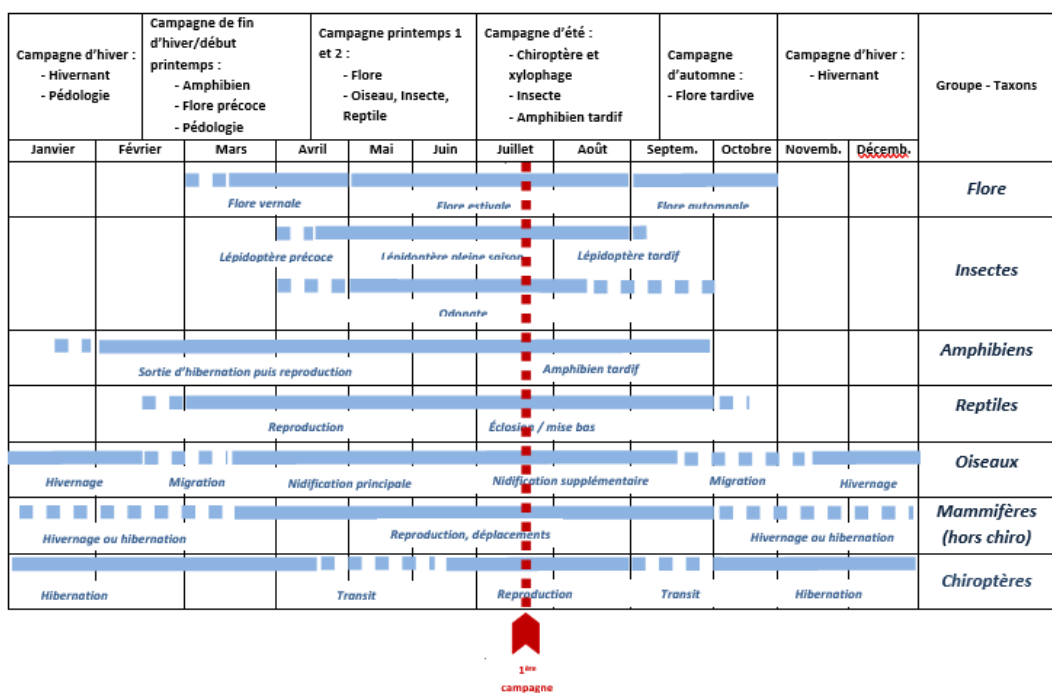 Campagne d'hiver :
- Hivernant
- Pédologie
Campagne de fin
d'hiver/début
printemps :
- Amphibien
- Flore précoce
- Pédologie
Campagne printemps 1
et 2 :
- Flore
- Oiseau, Insecte,
Reptile
Campagne d'été :
- Chiroptère et
xylophage
- Insecte
- Amphibien tardif
Campagne
d'automne :
- Flore tardive
Campagne d'hiver :
- Hivernant
Groupe - Taxons
Janvier Février Mars Avril Mai Juin Juillet Août Septem. Octobre Novemb. Décemb.
Flore vernale Flore estivale Flore automnale
Flore
Lépidoptère précoce Lépidoptère pleine saison Lépidoptère tardif
Insectes
Odonate
Amphibiens
Sortie d'hibernation puis reproduction Amphibien tardif
Reptiles
Reproduction Éclosion / mise bas
Oiseaux
Hivernage Migration Nidification principale Nidification supplémentaire Migration Hivernage
Mammifères
(hors chiro)
Hivernage ou hibernation Reproduction, déplacements Hivernage ou hibernation
Chiroptères
Hibernation Transit Reproduction Transit Hibernation
1ère
campagne